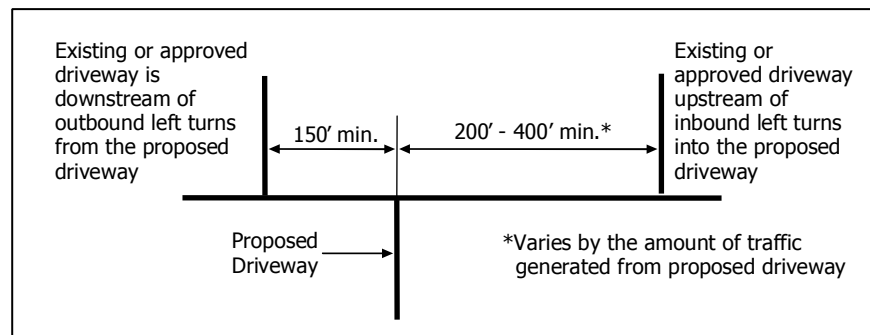 Existing or approved
driveway is
downstream of
outbound left turns
from the proposed
driveway
150’ min.
200’ - 400’ min.*
Existing or
approved driveway
upstream of
inbound left turns
into the proposed
driveway
Proposed
Driveway
*Varies by the amount of traffic
generated from proposed driveway